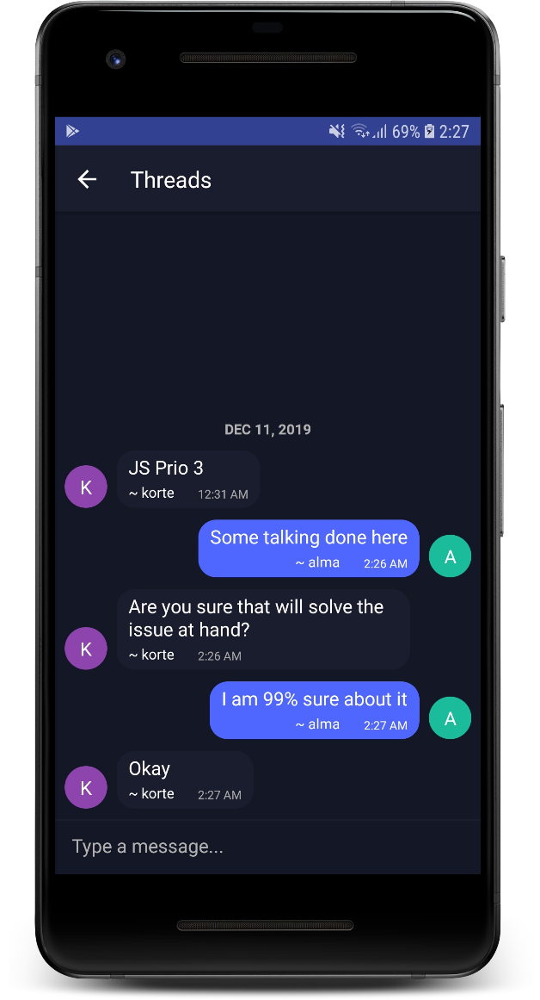 69% 2:27
Threads
DEC 11, 2019
JS Prio 3
K
~ korte 12:31 AM
Some talking done here
~ alma 2:26 AM
A
Are you sure that will solve the
issue at hand?
K
~ korte 2:26 AM
I am 99% sure about it
~ alma 2:27 AM
A
Okay
K
~ korte 2:27 AM
Type a message...